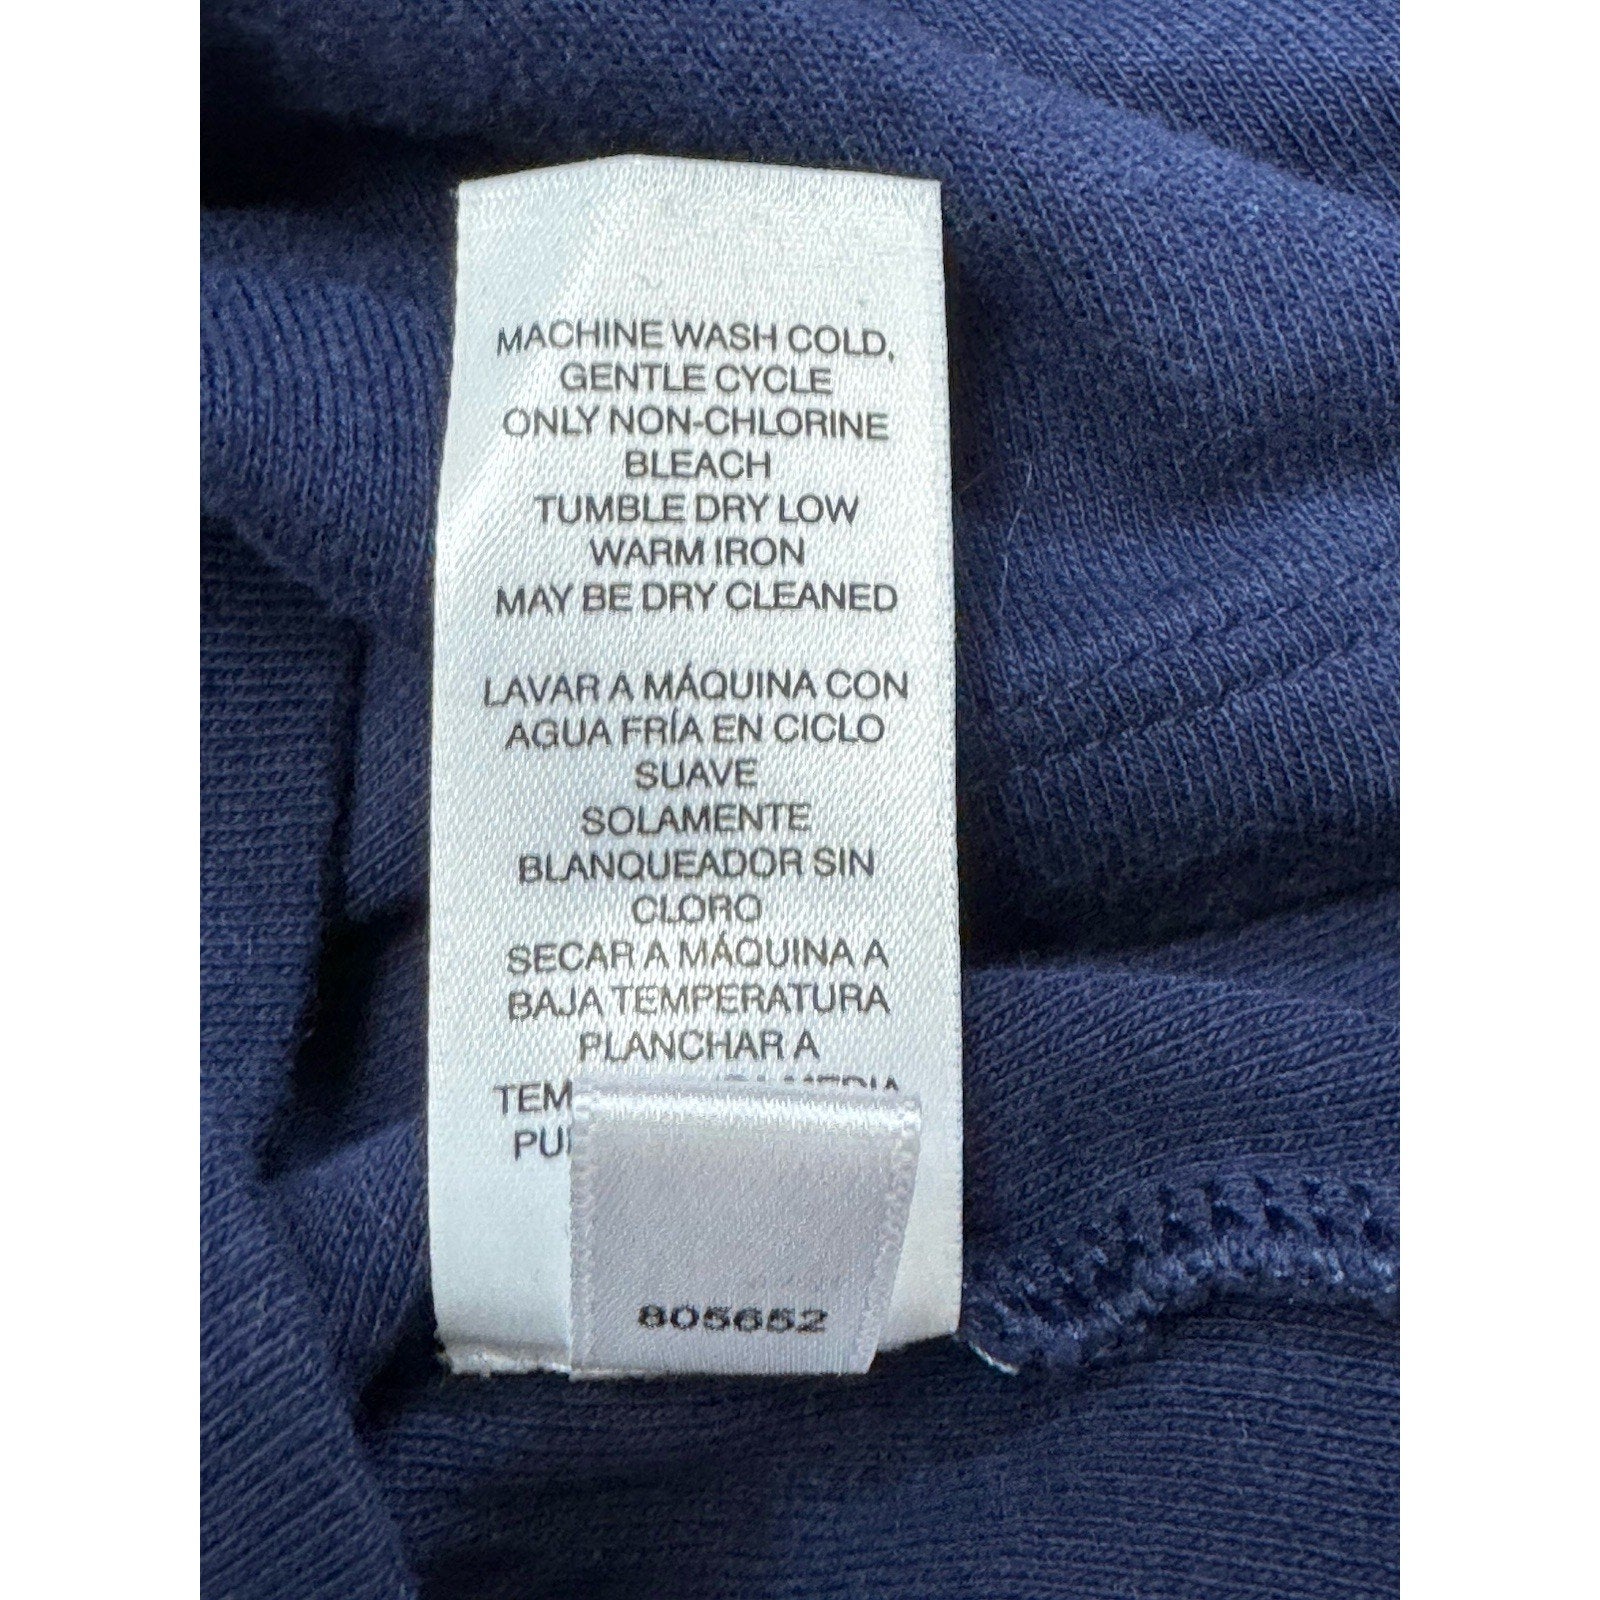 MACHINE WASH COLD,
GENTLE CYCLE
ONLY NON-CHLORINE
BLEACH
TUMBLE DRY LOW
WARM IRON
MAY BE DRY CLEANED
LAVAR A MÁQUINA CON
AGUA FRÍA EN CICLO
SUAVE
SOLAMENTE
BLANQUEADOR SIN
CLORO
SECAR A MÁQUINA A
BAJA TEMPERATURA
PLANCHAR A
805652